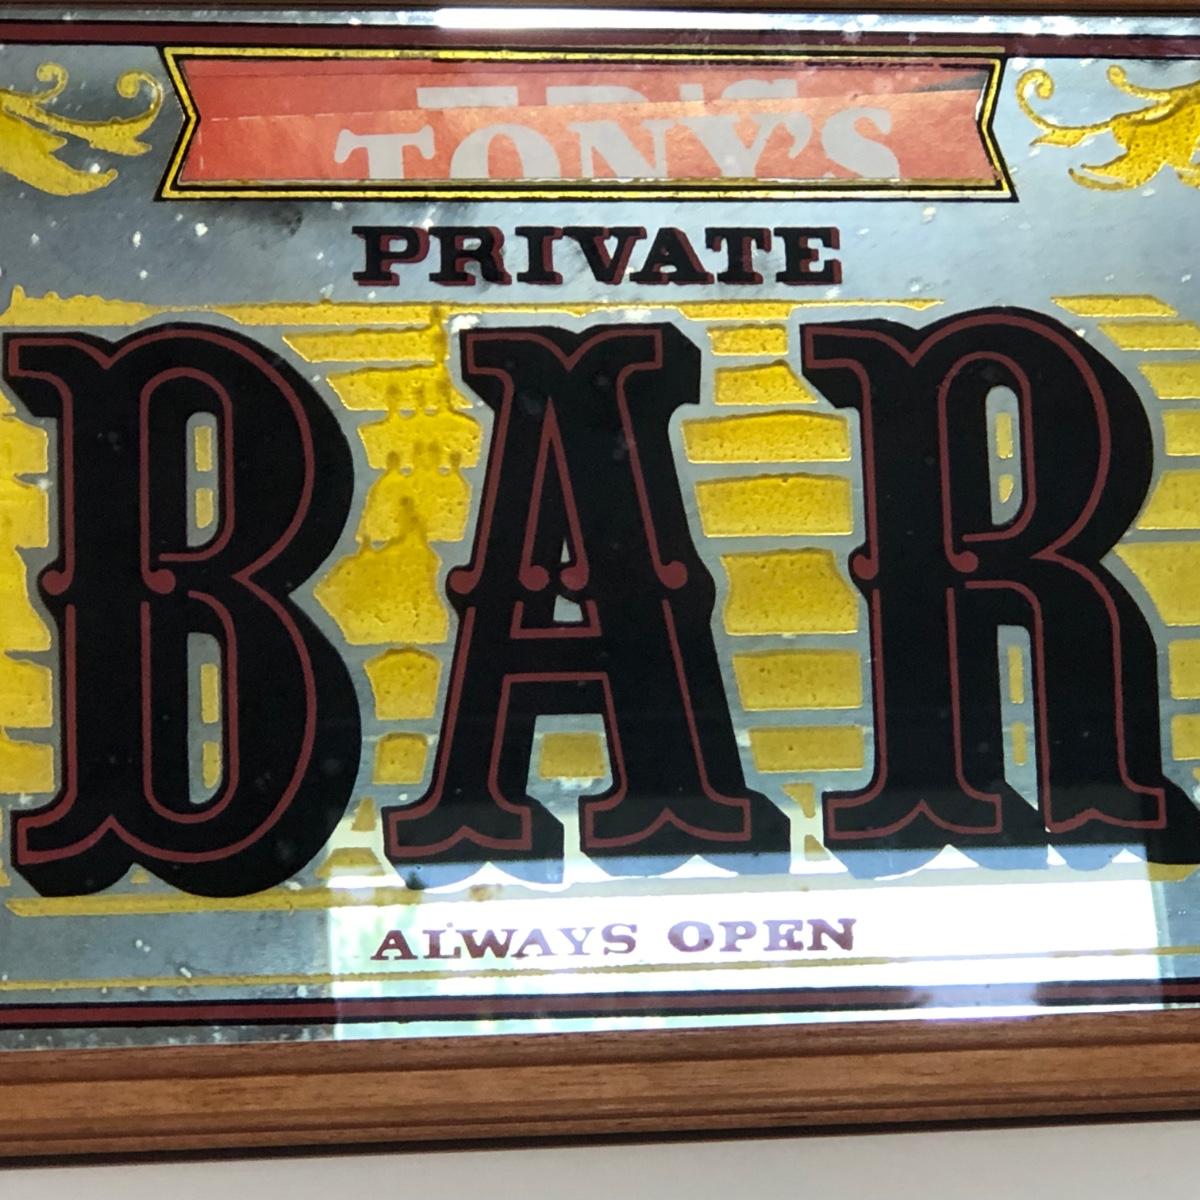 TONY'S
PRIVATE
BAR
ALWAYS OPEN